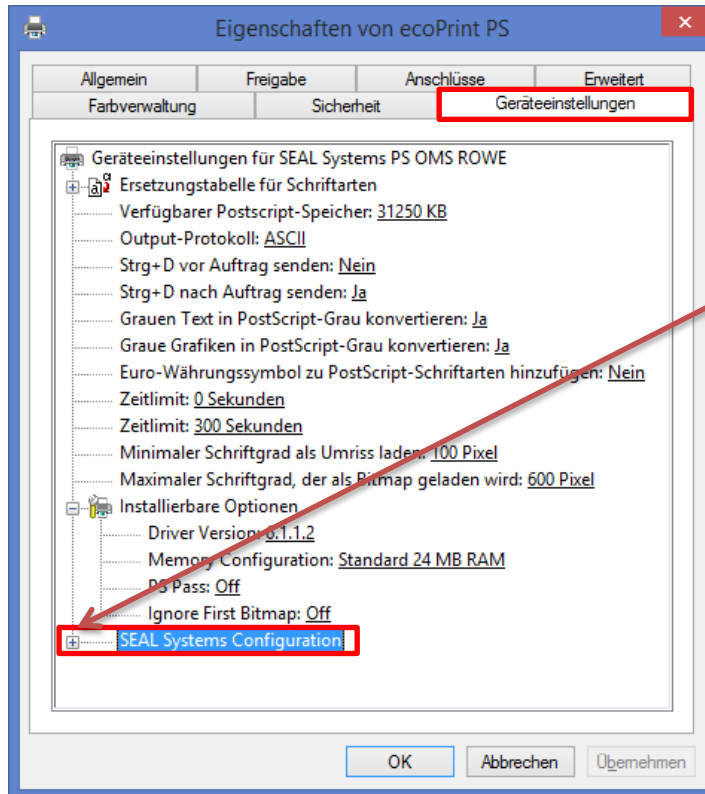 Eigenschaften von ecoPrint PS
Allgemein Freigabe Anschlüsse Erweitert
Farbverwaltung Sicherheit Geräteeinstellungen
Geräteeinstellungen für SEAL Systems PS OMS ROWE
Ersetzungstabelle für Schriftarten
Verfügbarer Postscript-Speicher: 31250 KB
Output-Protokoll: ASCII
Strg+D vor Auftrag senden: Nein
Strg+D nach Auftrag senden: Ja
Grauen Text in PostScript-Grau konvertieren: Ja
Graue Grafiken in PostScript-Grau konvertieren: Ja
Euro-Währungssymbol zu PostScript-Schriftarten hinzufügen: Nein
Zeitlimit: 0 Sekunden
Zeitlimit: 300 Sekunden
Minimaler Schriftgrad als Umriss laden: 100 Pixel
Maximaler Schriftgrad, der als Bitmap geladen wird: 600 Pixel
Installierbare Optionen
Driver Version: 6.1.1.2
Memory Configuration: Standard 24 MB RAM
PS Pass: Off
Ignore First Bitmap: Off
SEAL Systems Configuration
OK Abbrechen Übernehmen